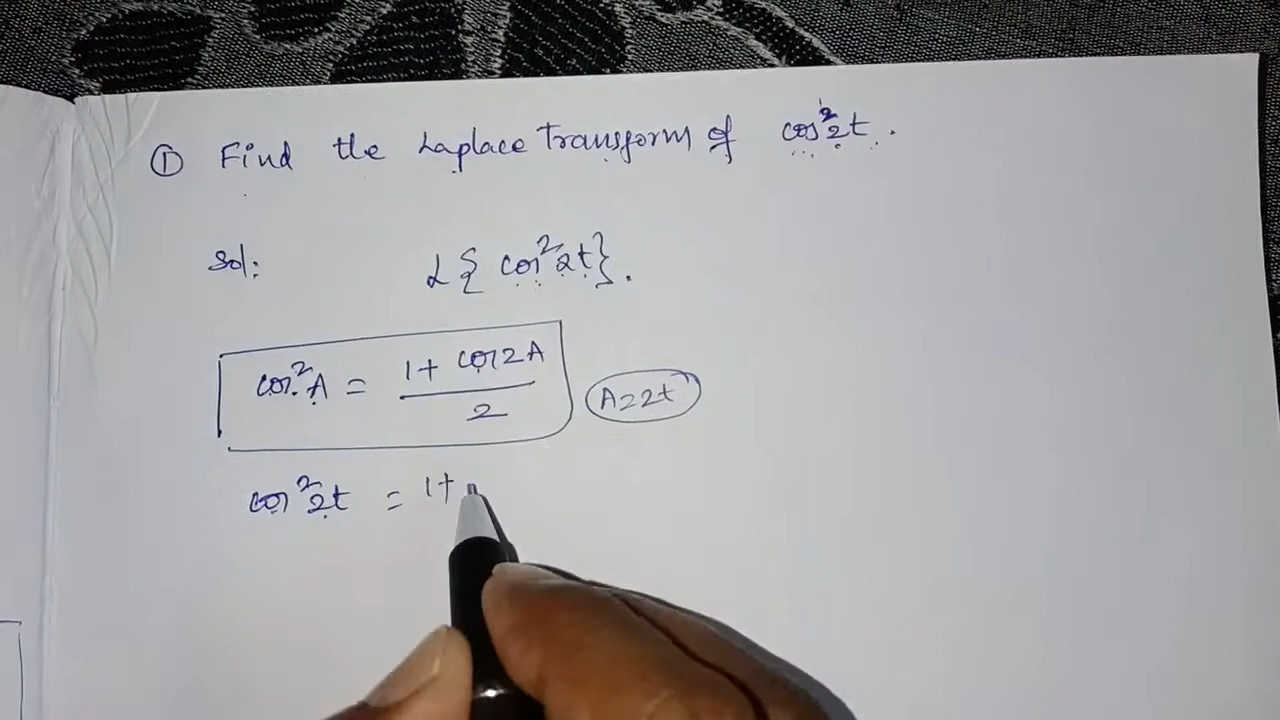 ① Find the Laplace Transform of cos²2t.
Sol: L{cos²2t}.
cos²A = (1 + cos2A)/2 A=2t
cos²2t = 1+